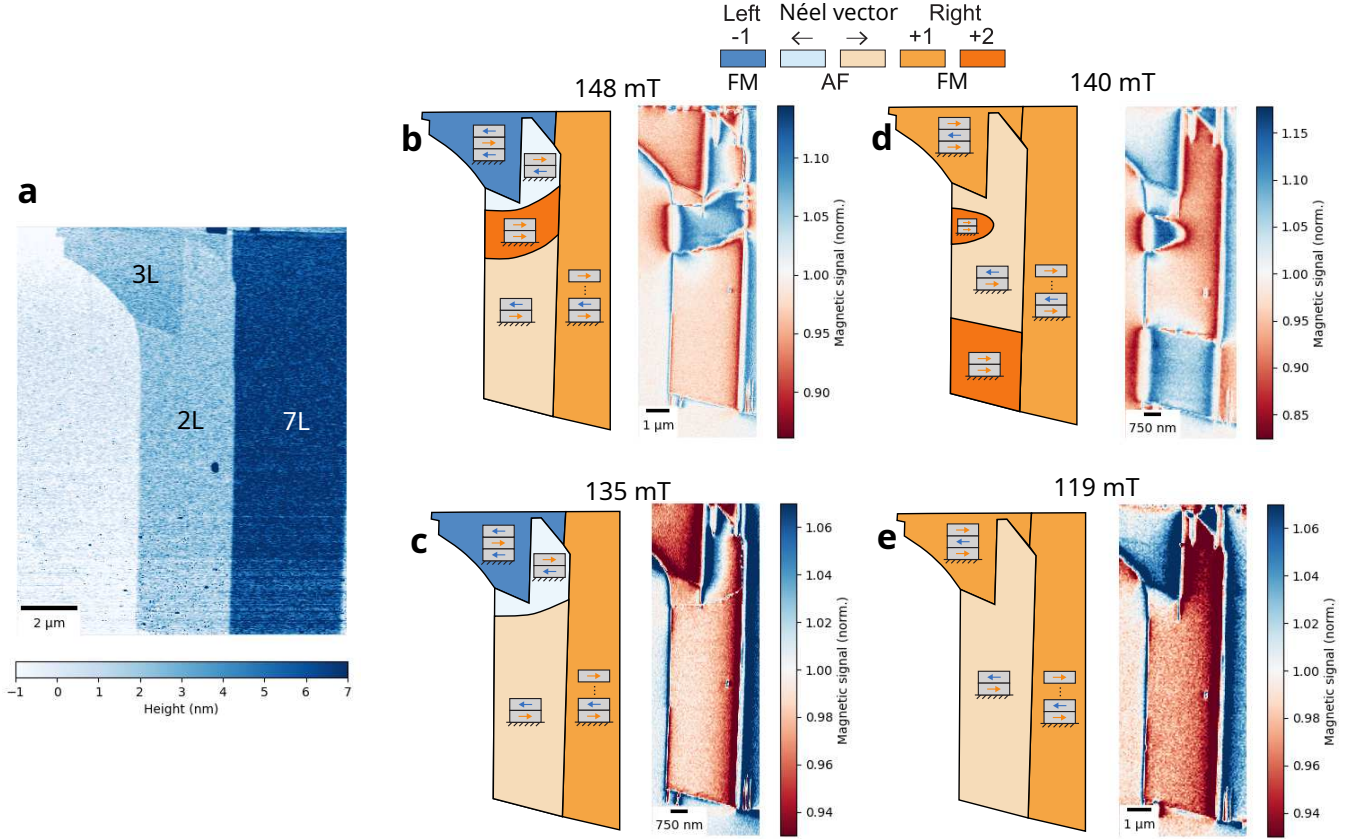 Left Néel vector Right
-1 ← → +1 +2
FM AF FM
a
3L
2L
7L
2 μm
−1 0 1 2 3 4 5 6 7
Height (nm)
b
148 mT
1 μm
1.10
1.05
1.00
0.95
0.90
Magnetic signal (norm.)
d
140 mT
750 nm
1.15
1.10
1.05
1.00
0.95
0.90
0.85
Magnetic signal (norm.)
c
135 mT
750 nm
1.06
1.04
1.02
1.00
0.98
0.96
0.94
Magnetic signal (norm.)
e
119 mT
1 μm
1.06
1.04
1.02
1.00
0.98
0.96
0.94
Magnetic signal (norm.)